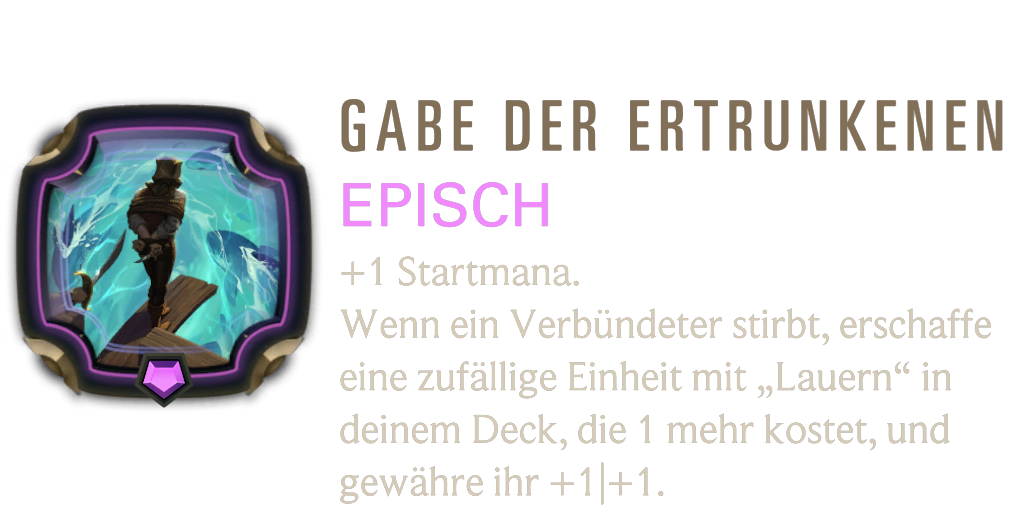 GABE DER ERTRUNKENEN
EPISCH
+1 Startmana.
Wenn ein Verbündeter stirbt, erschaffe
eine zufällige Einheit mit „Lauern“ in
deinem Deck, die 1 mehr kostet, und
gewähre ihr +1|+1.